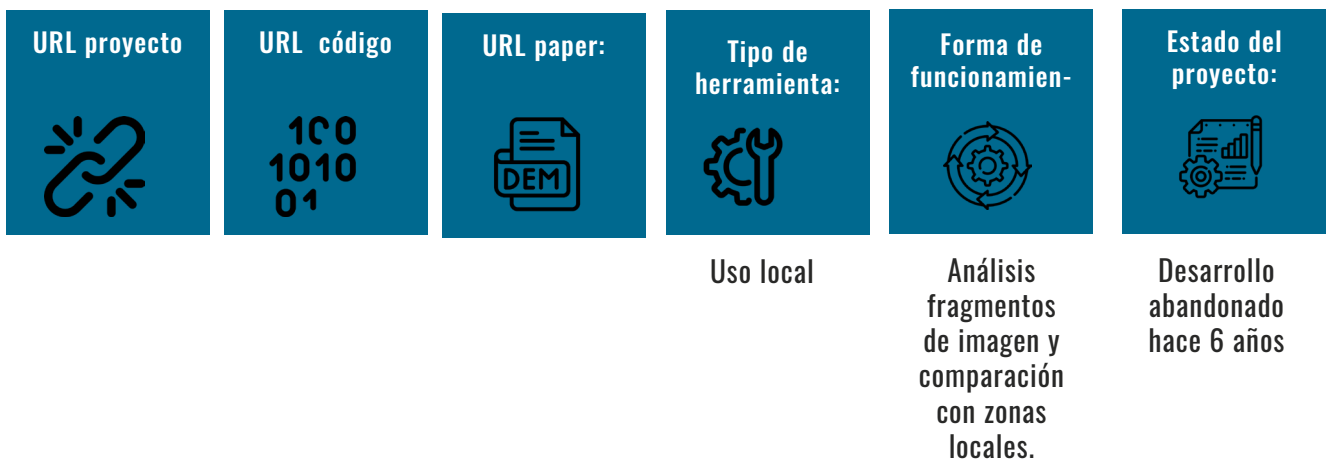 URL proyecto
100
1010
01
URL código
URL paper:
DEM
Tipo de
herramienta:
Uso local
Forma de
funcionamien-
Análisis
fragmentos
de imagen y
comparación
con zonas
locales.
Estado del
proyecto:
Desarrollo
abandonado
hace 6 años